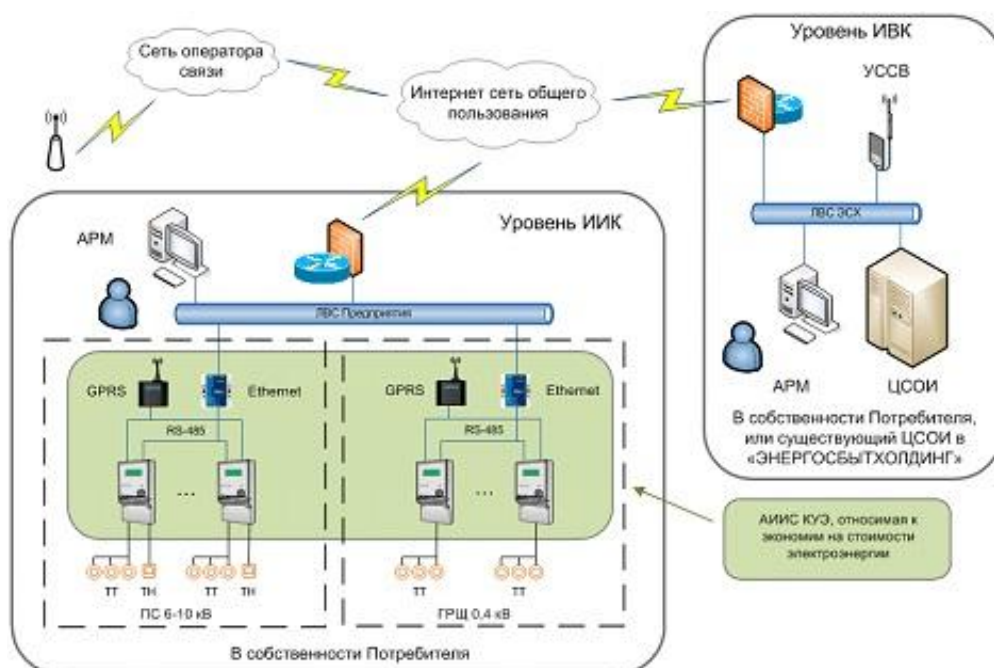 Сеть оператора
связи
Интернет сеть общего
пользования
Уровень ИВК
УССВ
ЛВС ЭСХ
АРМ
ЦСОИ
В собственности Потребителя,
или существующий ЦСОИ в
«ЭНЕРГОСБЫТХОЛДИНГ»
Уровень ИИК
АРМ
ЛВС Предприятия
GPRS
Ethernet
RS-485
...
ТТ
ТН
ТТ
ТН
ПС 6-10 кВ
GPRS
Ethernet
RS-485
...
ТТ
ТТ
ГРЩ 0,4 кВ
В собственности Потребителя
АИИС КУЭ, относимая к
экономии на стоимости
электроэнергии